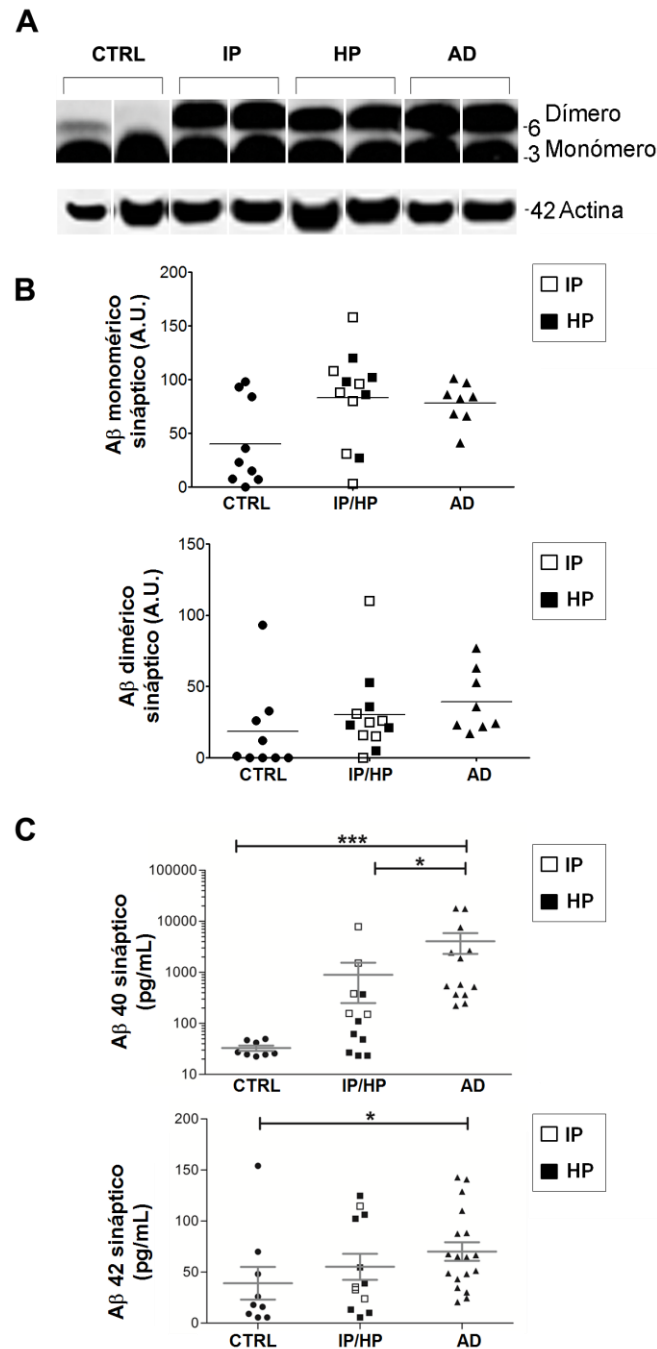 A
CTRL IP HP AD
-6 Dímero
-3 Monómero
-42 Actina
B
Aβ monomérico
sináptico (A.U.)
200
150
100
50
0
CTRL IP/HP AD
IP
HP
Aβ dimérico
sináptico (A.U.)
150
100
50
0
CTRL IP/HP AD
IP
HP
C
***
*
Aβ 40 sináptico
(pg/mL)
100000
10000
1000
100
10
CTRL IP/HP AD
IP
HP
*
Aβ 42 sináptico
(pg/mL)
200
150
100
50
0
CTRL IP/HP AD
IP
HP